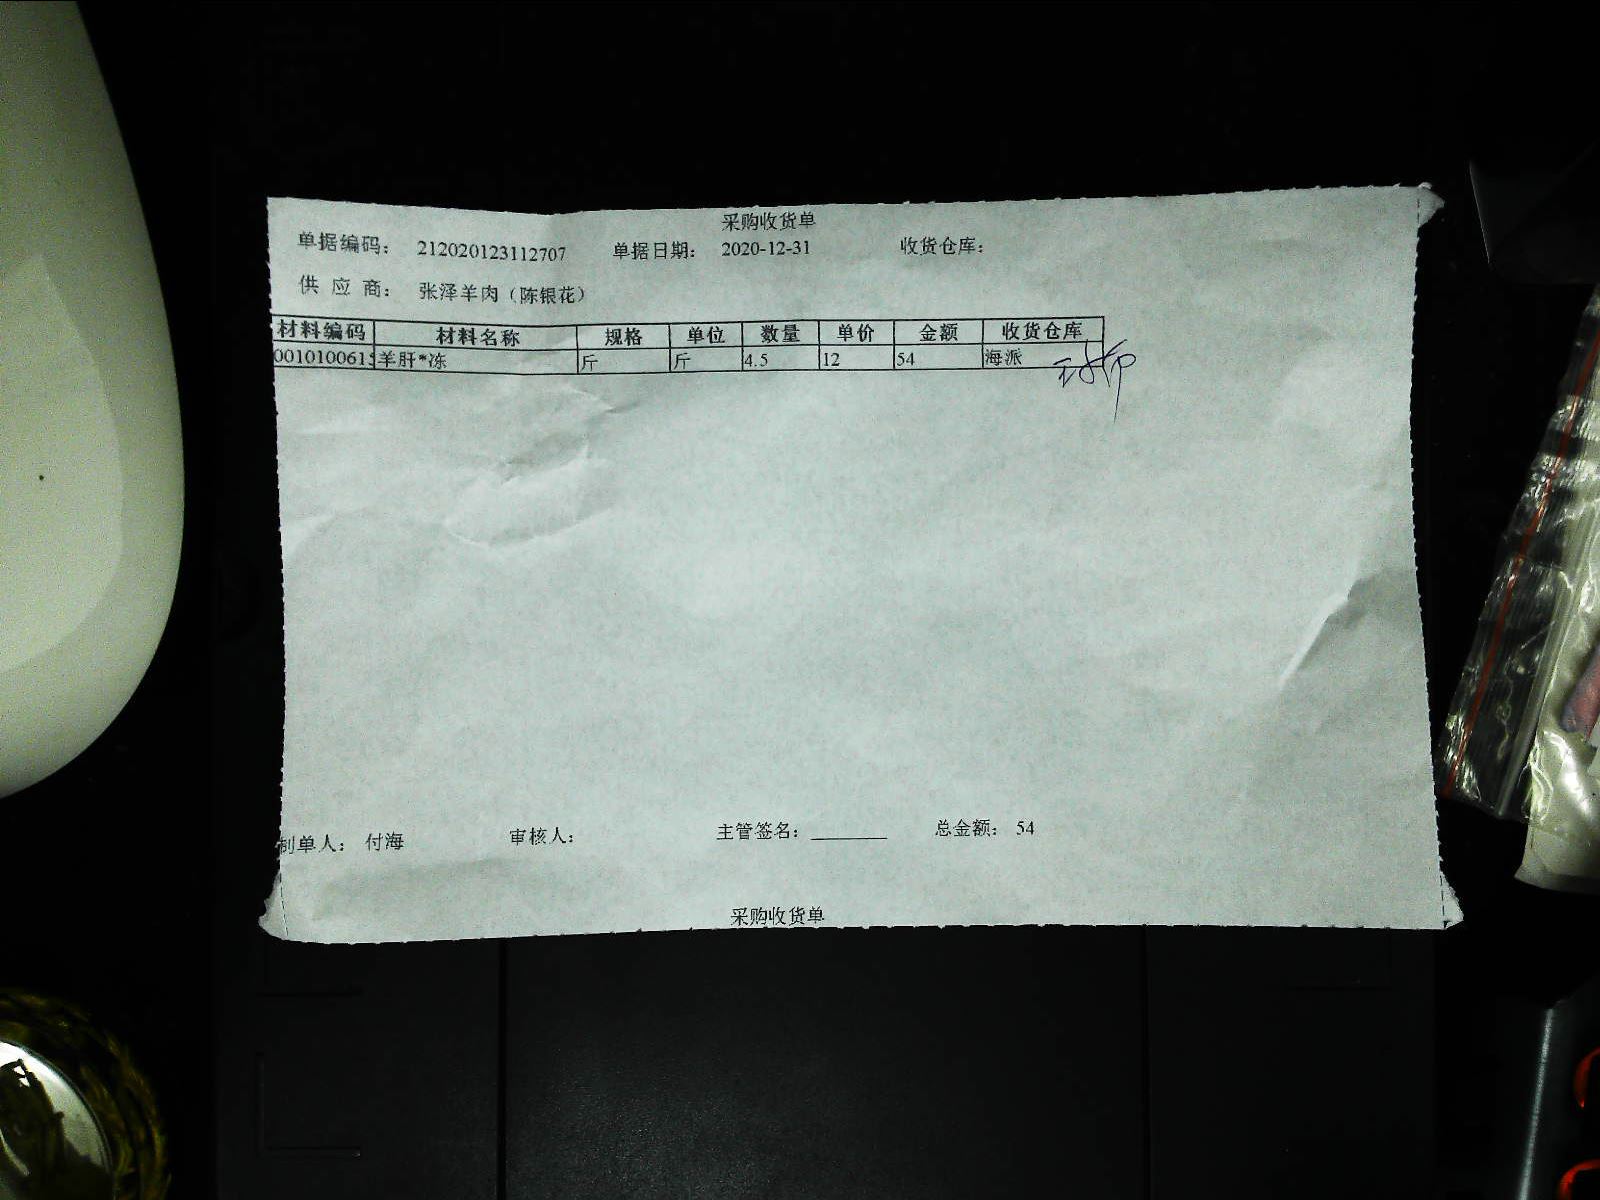 采购收货单
单据编码： 212020123112707 单据日期： 2020-12-31 收货仓库：
供 应 商： 张泽羊肉（陈银花）
材料编码 材料名称 规格 单位 数量 单价 金额 收货仓库
0010100615 羊肝*冻 斤 斤 4.5 12 54 海派
制单人： 付海 审核人： 主管签名： 总金额： 54
采购收货单